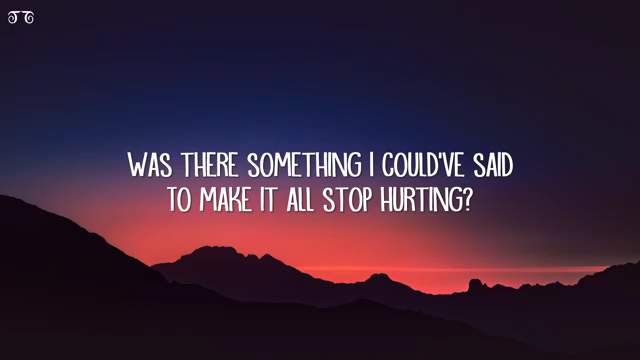 WAS THERE SOMETHING I COULD'VE SAID
TO MAKE IT ALL STOP HURTING?